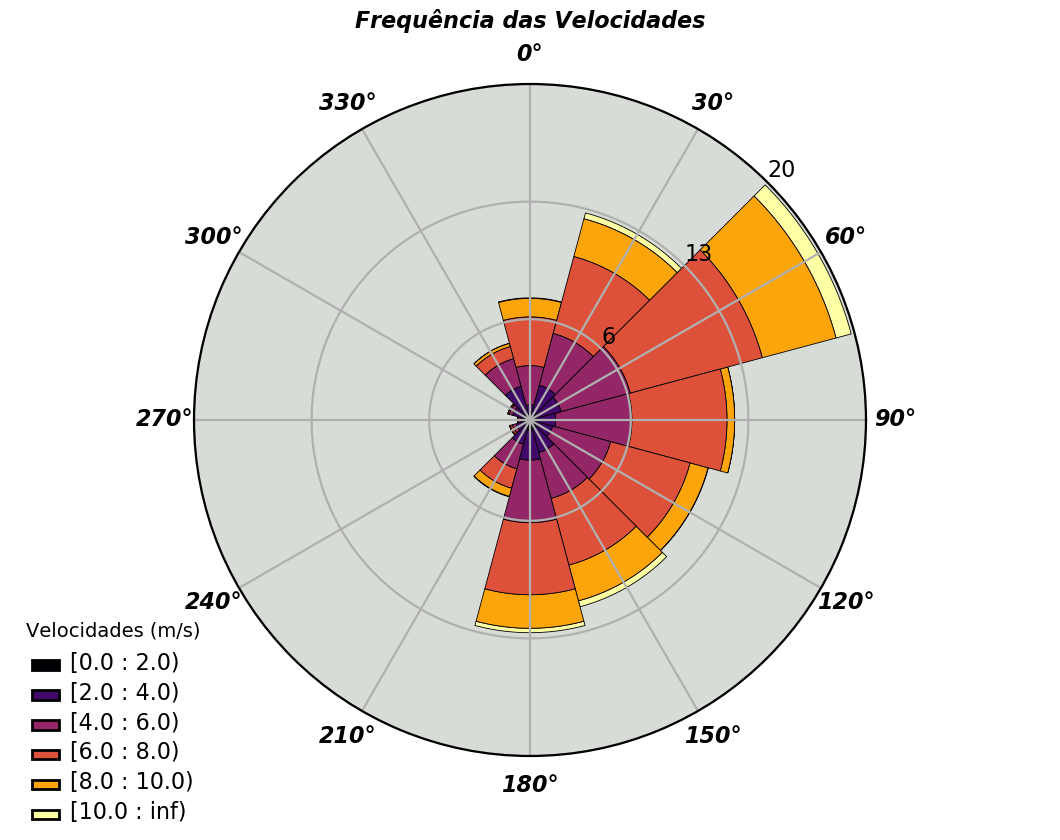 Frequência das Velocidades
0°
30°
60°
90°
120°
150°
180°
210°
240°
270°
300°
330°
6
13
20
Velocidades (m/s)
[0.0 : 2.0)
[2.0 : 4.0)
[4.0 : 6.0)
[6.0 : 8.0)
[8.0 : 10.0)
[10.0 : inf)